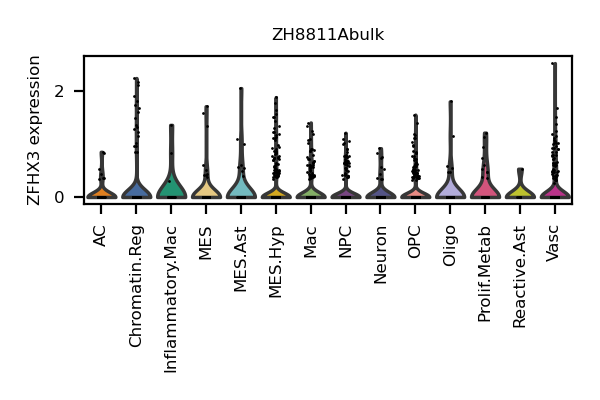 ZH8811Abulk
ZFHX3 expression
2
0
AC
Chromatin.Reg
Inflammatory.Mac
MES
MES.Ast
MES.Hyp
Mac
NPC
Neuron
OPC
Oligo
Prolif.Metab
Reactive.Ast
Vasc